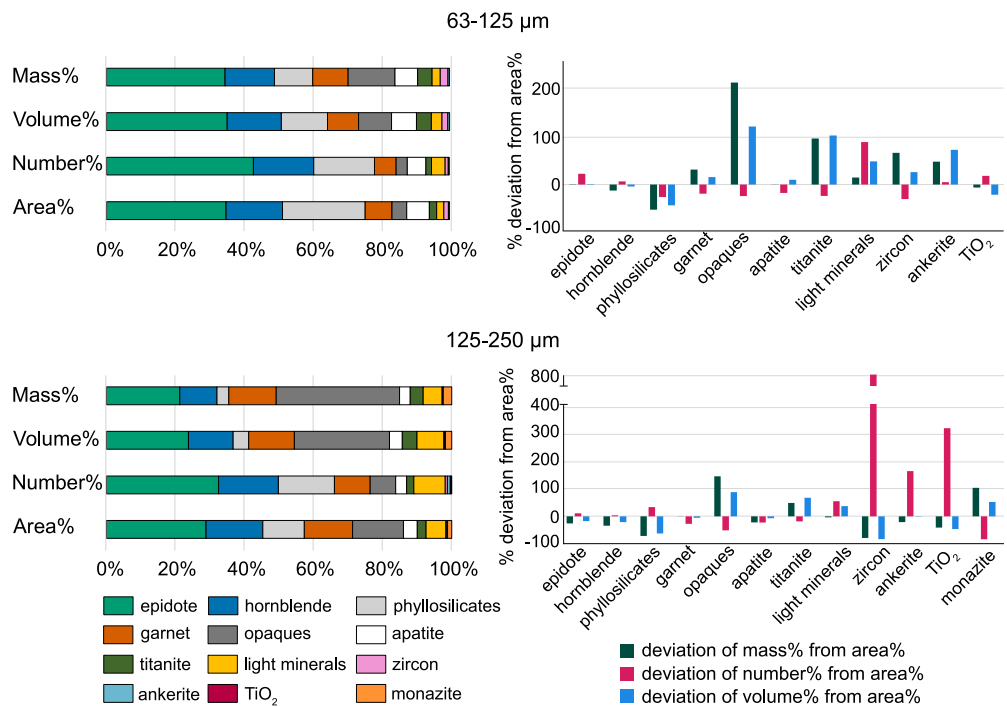 63-125 µm
Mass%
Volume%
Number%
Area%
0% 20% 40% 60% 80% 100%
% deviation from area%
200
100
0
-100
epidote
hornblende
phyllosilicates
garnet
opaques
apatite
titanite
light minerals
zircon
ankerite
TiO2
125-250 µm
Mass%
Volume%
Number%
Area%
0% 20% 40% 60% 80% 100%
% deviation from area%
800
400
300
200
100
0
-100
epidote
hornblende
phyllosilicates
garnet
opaques
apatite
titanite
light minerals
zircon
ankerite
TiO2
monazite
epidote hornblende phyllosilicates
garnet opaques apatite
titanite light minerals zircon
ankerite TiO2 monazite
deviation of mass% from area%
deviation of number% from area%
deviation of volume% from area%